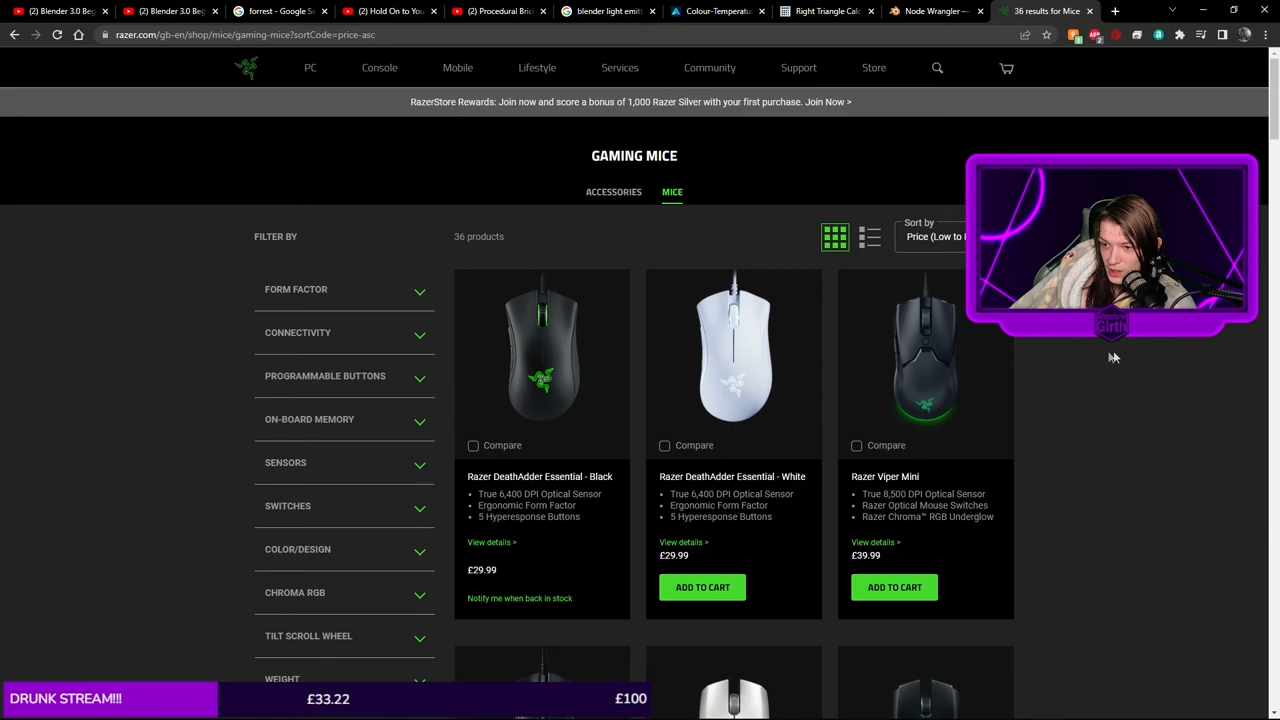 (2) Blender 3.0 Beg
(2) Blender 3.0 Beg
forrest - Google Se
(2) Hold On to You
(2) Procedural Brick
blender light emitt
Colour-Temperatu
Right Triangle Calc
Node Wrangler —
36 results for Mice
razer.com/gb-en/shop/mice/gaming-mice?sortCode=price-asc
PC
Console
Mobile
Lifestyle
Services
Community
Support
Store
RazerStore Rewards: Join now and score a bonus of 1,000 Razer Silver with your first purchase. Join Now >
GAMING MICE
ACCESSORIES
MICE
FILTER BY
36 products
Sort by
Price (Low to
FORM FACTOR
CONNECTIVITY
PROGRAMMABLE BUTTONS
ON-BOARD MEMORY
SENSORS
SWITCHES
COLOR/DESIGN
CHROMA RGB
TILT SCROLL WHEEL
WEIGHT
Compare
Compare
Compare
Razer DeathAdder Essential - Black
• True 6,400 DPI Optical Sensor
• Ergonomic Form Factor
• 5 Hyperesponse Buttons
View details >
£29.99
Notify me when back in stock
Razer DeathAdder Essential - White
• True 6,400 DPI Optical Sensor
• Ergonomic Form Factor
• 5 Hyperesponse Buttons
View details >
£29.99
ADD TO CART
Razer Viper Mini
• True 8,500 DPI Optical Sensor
• Razer Optical Mouse Switches
• Razer Chroma™ RGB Underglow
View details >
£39.99
ADD TO CART
Girth
DRUNK STREAM!!!
£33.22
£100